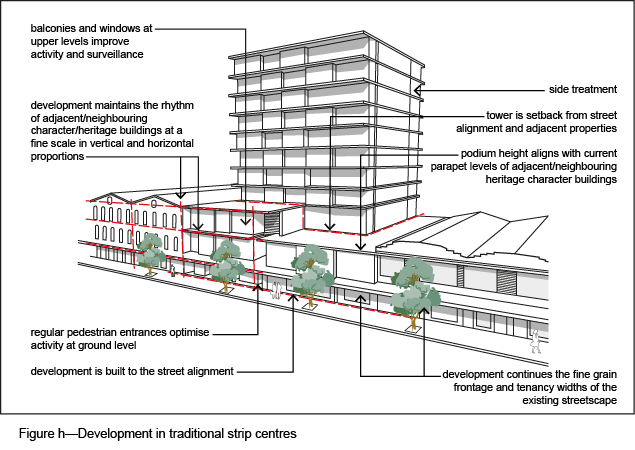 balconies and windows at
upper levels improve
activity and surveillance
development maintains the rhythm
of adjacent/neighbouring
character/heritage buildings at a
fine scale in vertical and horizontal
proportions
side treatment
tower is setback from street
alignment and adjacent properties
podium height aligns with current
parapet levels of adjacent/neighbouring
heritage character buildings
regular pedestrian entrances optimise
activity at ground level
development is built to the street alignment
development continues the fine grain
frontage and tenancy widths of the
existing streetscape
Figure h—Development in traditional strip centres